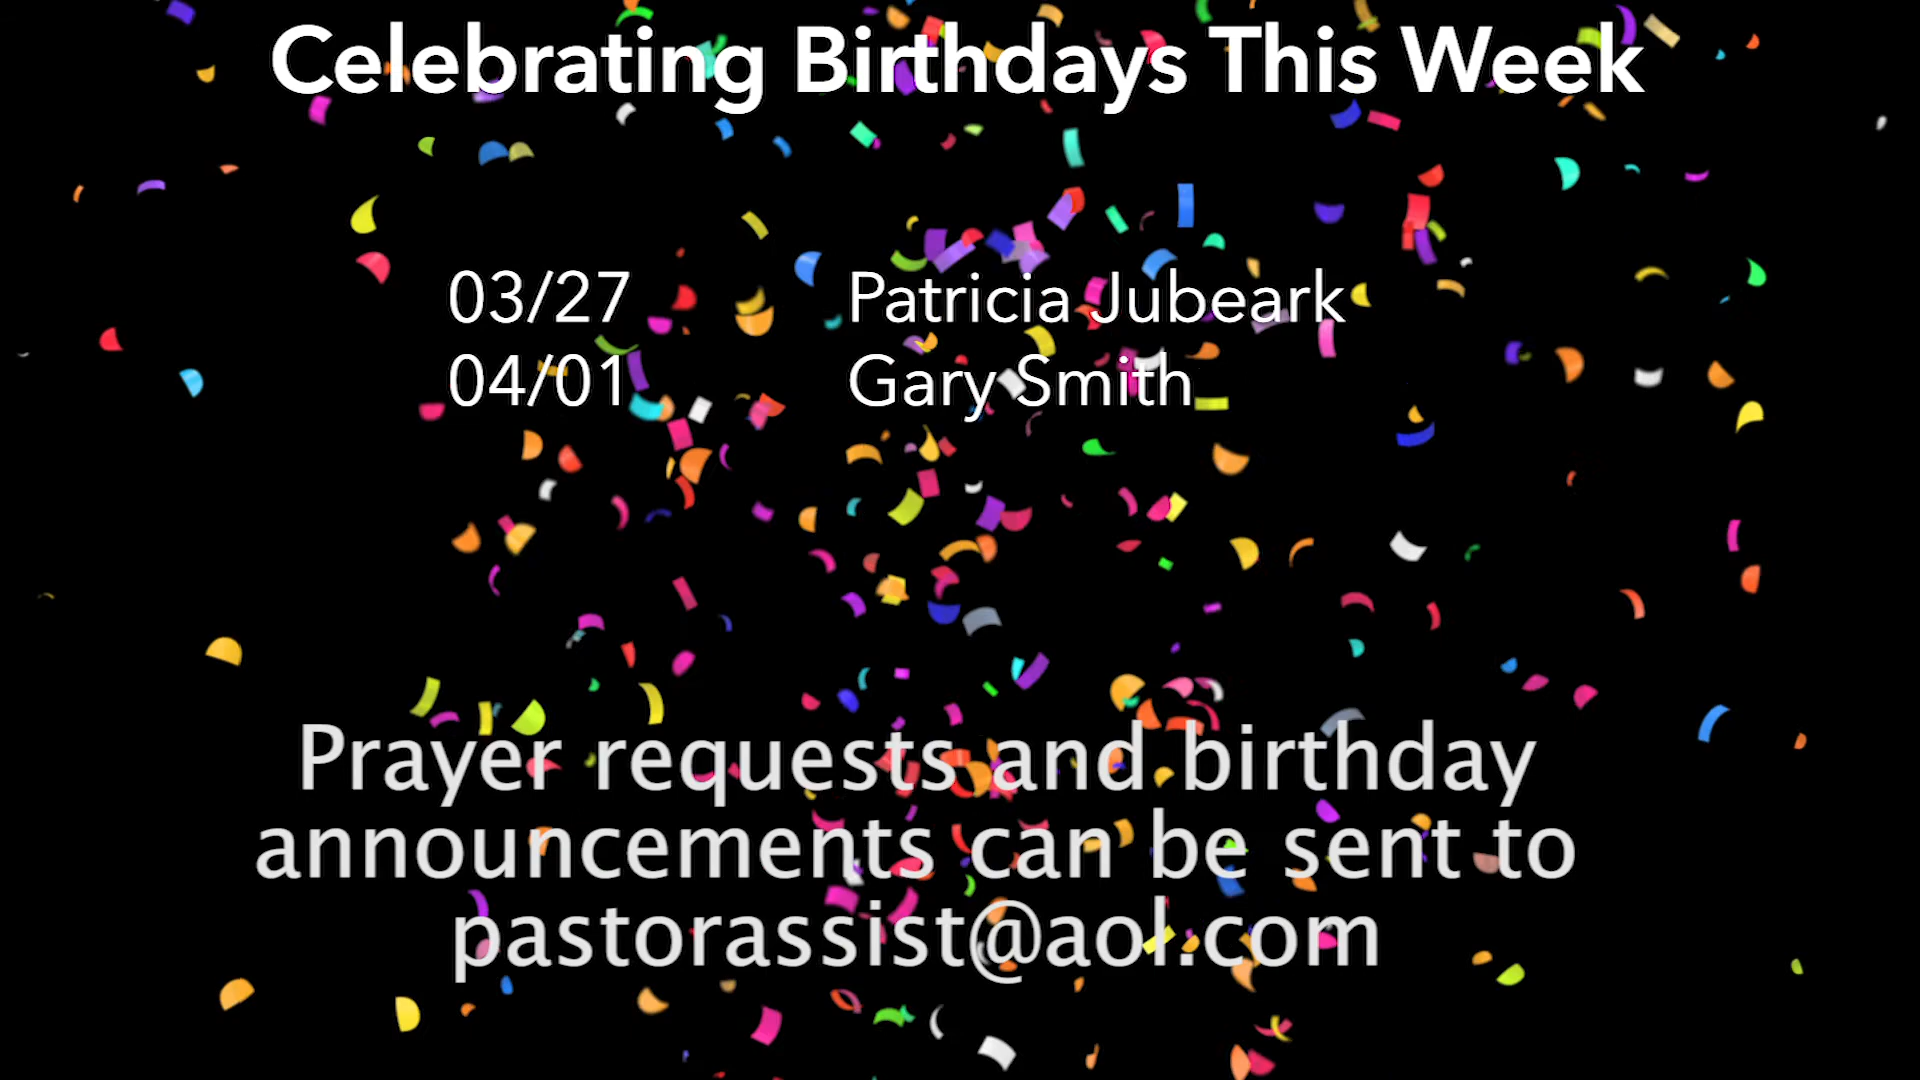 Celebrating Birthdays This Week
03/27 Patricia Jubeark
04/01 Gary Smith
Prayer requests and birthday
announcements can be sent to
pastorassist@aol.com